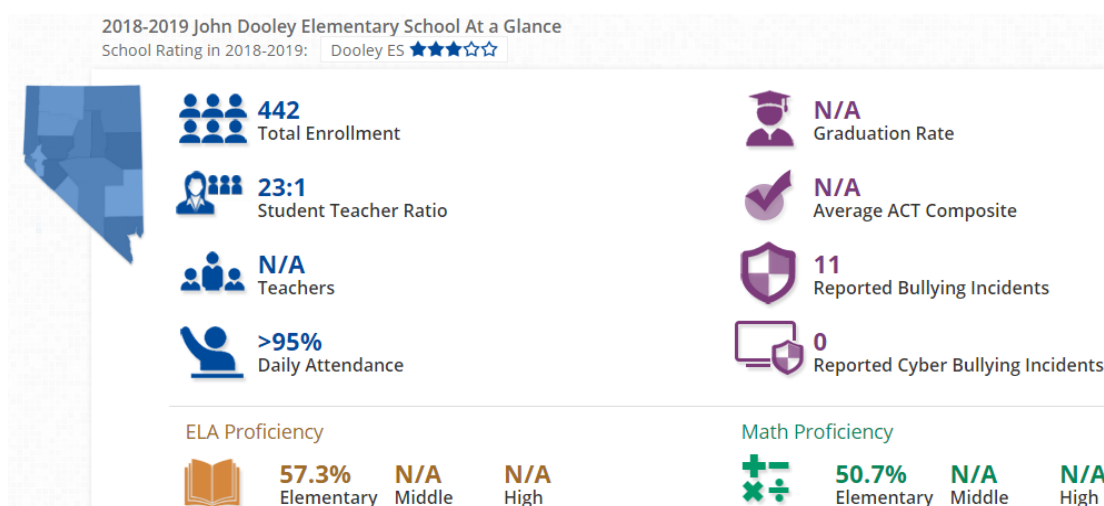 2018-2019 John Dooley Elementary School At a Glance
School Rating in 2018-2019: Dooley ES
442
Total Enrollment
23:1
Student Teacher Ratio
N/A
Teachers
>95%
Daily Attendance
N/A
Graduation Rate
N/A
Average ACT Composite
11
Reported Bullying Incidents
0
Reported Cyber Bullying Incidents
ELA Proficiency
57.3% N/A N/A
Elementary Middle High
Math Proficiency
50.7% N/A N/A
Elementary Middle High